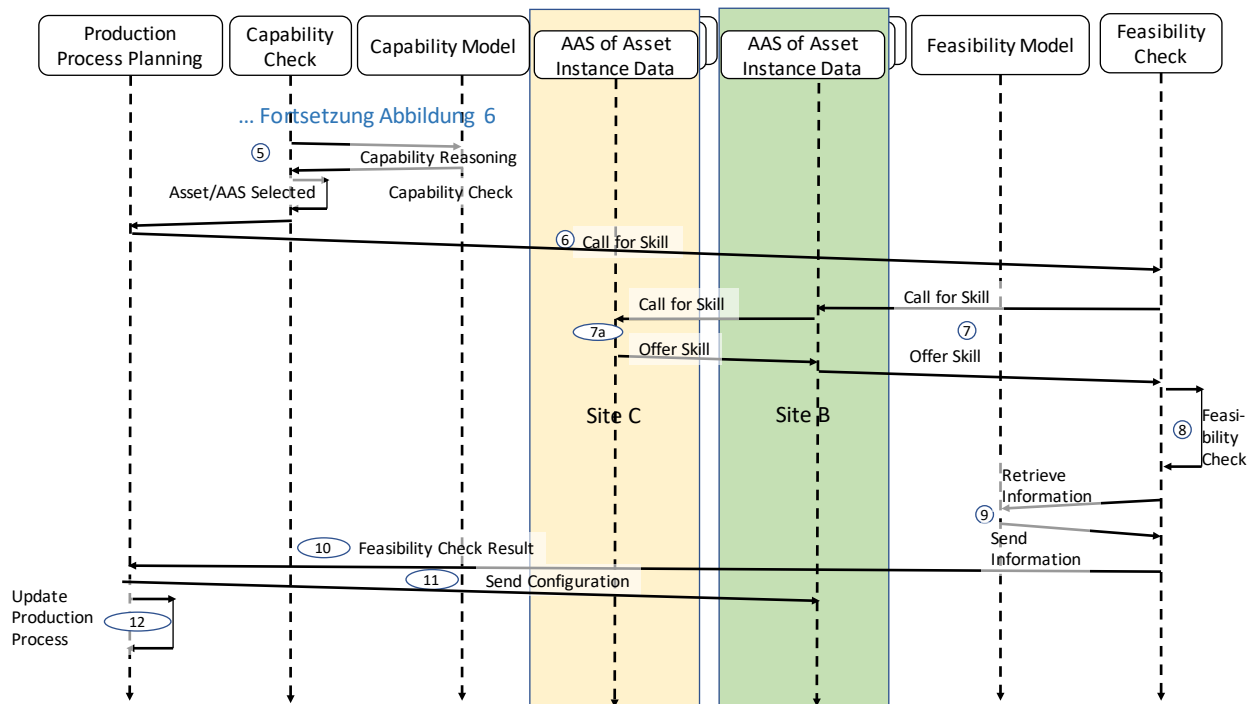 Production
Process Planning
Capability
Check
Capability Model
AAS of Asset
Instance Data
AAS of Asset
Instance Data
Feasibility Model
Feasibility
Check
... Fortsetzung Abbildung 6
5
Capability Reasoning
Asset/AAS Selected
Capability Check
6 Call for Skill
Call for Skill
Call for Skill
7a
7
Offer Skill
Offer Skill
Site C
Site B
8
Feasi-
bility
Check
Retrieve
Information
9
Send
Information
10 Feasibility Check Result
11 Send Configuration
Update
Production
Process
12